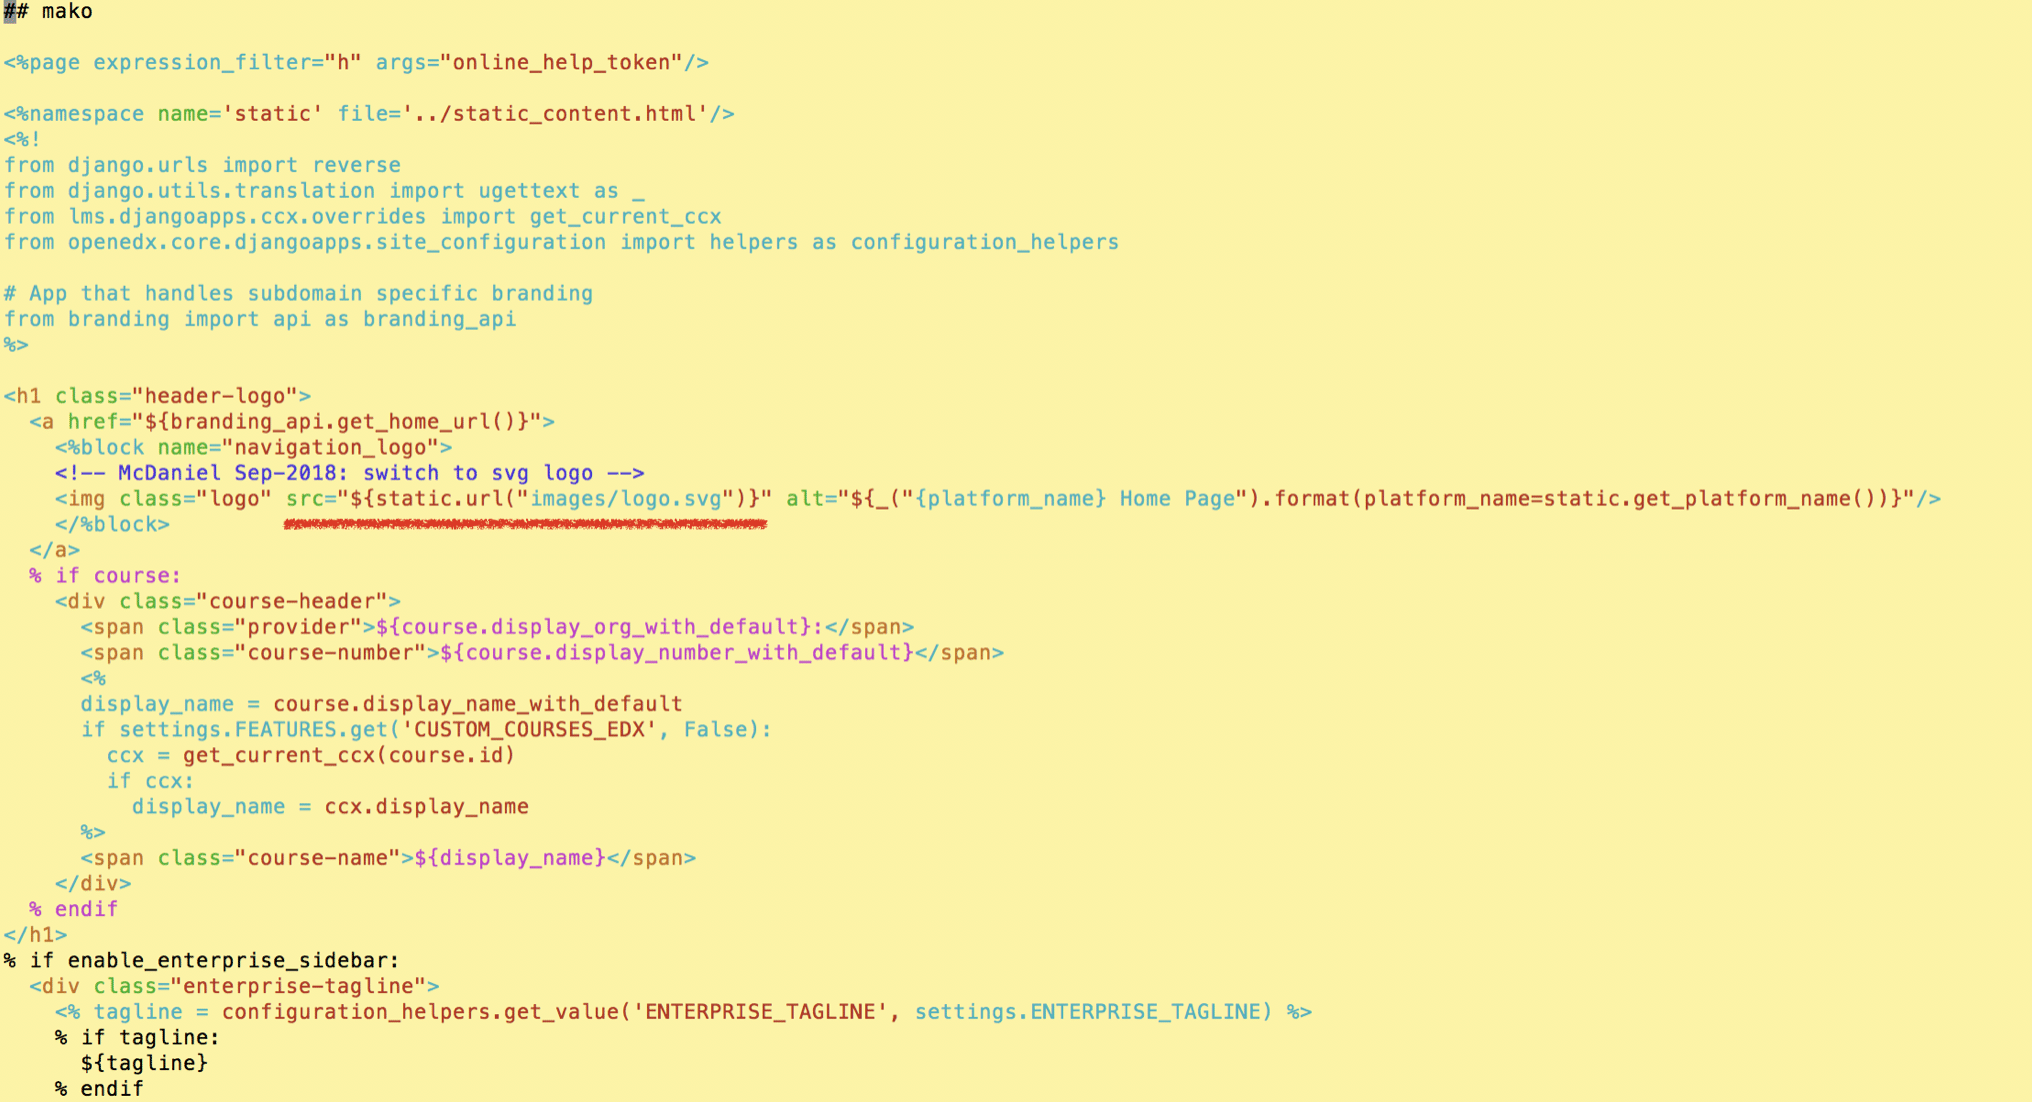 ## mako
<%page expression_filter="h" args="online_help_token"/>
<%namespace name='static' file='../static_content.html'/>
<%!
from django.urls import reverse
from django.utils.translation import ugettext as _
from lms.djangoapps.ccx.overrides import get_current_ccx
from openedx.core.djangoapps.site_configuration import helpers as configuration_helpers
# App that handles subdomain specific branding
from branding import api as branding_api
%>
<h1 class="header-logo">
<a href="${branding_api.get_home_url()}">
<%block name="navigation_logo">
<!-- McDaniel Sep-2018: switch to svg logo -->
<img class="logo" src="${static.url("images/logo.svg")}" alt="${_("{platform_name} Home Page").format(platform_name=static.get_platform_name())}"/>
</%block>
</a>
% if course:
<div class="course-header">
<span class="provider">${course.display_org_with_default}:</span>
<span class="course-number">${course.display_number_with_default}</span>
<%
display_name = course.display_name_with_default
if settings.FEATURES.get('CUSTOM_COURSES_EDX', False):
ccx = get_current_ccx(course.id)
if ccx:
display_name = ccx.display_name
%>
<span class="course-name">${display_name}</span>
</div>
% endif
</h1>
% if enable_enterprise_sidebar:
<div class="enterprise-tagline">
<% tagline = configuration_helpers.get_value('ENTERPRISE_TAGLINE', settings.ENTERPRISE_TAGLINE) %>
% if tagline:
${tagline}
% endif